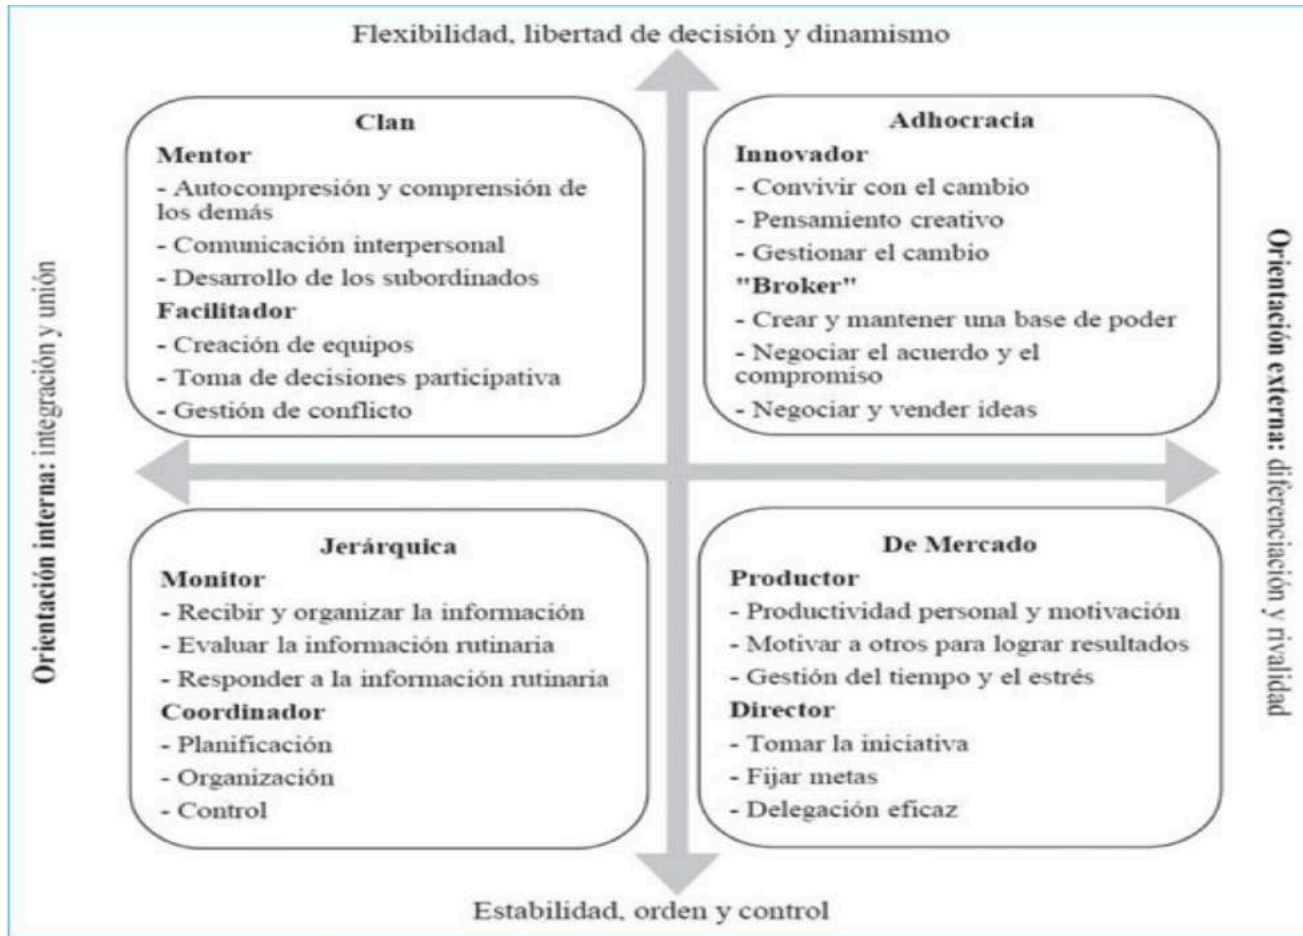 Flexibilidad, libertad de decisión y dinamismo
Clan
Mentor
- Autocompresión y comprensión de
los demás
- Comunicación interpersonal
- Desarrollo de los subordinados
Facilitador
- Creación de equipos
- Toma de decisiones participativa
- Gestión de conflicto
Adhocracia
Innovador
- Convivir con el cambio
- Pensamiento creativo
- Gestionar el cambio
"Broker"
- Crear y mantener una base de poder
- Negociar el acuerdo y el
compromiso
- Negociar y vender ideas
Orientación interna: integración y unión
Orientación externa: diferenciación y rivalidad
Jerárquica
Monitor
- Recibir y organizar la información
- Evaluar la información rutinaria
- Responder a la información rutinaria
Coordinador
- Planificación
- Organización
- Control
De Mercado
Productor
- Productividad personal y motivación
- Motivar a otros para lograr resultados
- Gestión del tiempo y el estrés
Director
- Tomar la iniciativa
- Fijar metas
- Delegación eficaz
Estabilidad, orden y control